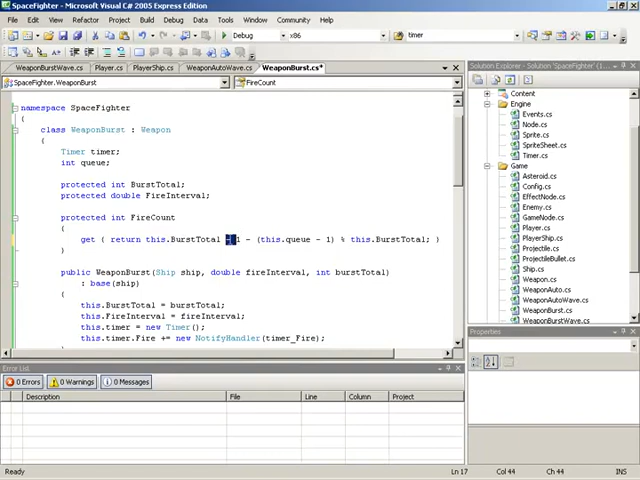 SpaceFighter - Microsoft Visual C# 2005 Express Edition
File Edit View Refactor Project Build Debug Data Tools Window Community Help
Debug x86 timer
WeaponBurstWave.cs Player.cs PlayerShip.cs WeaponAutoWave.cs WeaponBurst.cs*
SpaceFighter.WeaponBurst FireCount
namespace SpaceFighter
{
class WeaponBurst : Weapon
{
Timer timer;
int queue;
protected int BurstTotal;
protected double FireInterval;
protected int FireCount
{
get { return this.BurstTotal - 1 - (this.queue - 1) % this.BurstTotal; }
}
public WeaponBurst(Ship ship, double fireInterval, int burstTotal)
: base(ship)
{
this.BurstTotal = burstTotal;
this.FireInterval = fireInterval;
this.timer = new Timer();
this.timer.Fire += new NotifyHandler(timer_Fire);
Solution Explorer - Solution 'SpaceFighter' (1 of...
Content
Engine
Events.cs
Node.cs
Sprite.cs
SpriteSheet.cs
Timer.cs
Game
Asteroid.cs
Config.cs
EffectNode.cs
Enemy.cs
GameNode.cs
Player.cs
PlayerShip.cs
Projectile.cs
ProjectileBullet.cs
Ship.cs
Weapon.cs
WeaponAuto.cs
WeaponAutoWave.cs
WeaponBurst.cs
WeaponBurstWave.cs
Properties
Error List
0 Errors 0 Warnings 0 Messages
Description File Line Column Project
Ready Ln 17 Col 44 Ch 44 INS